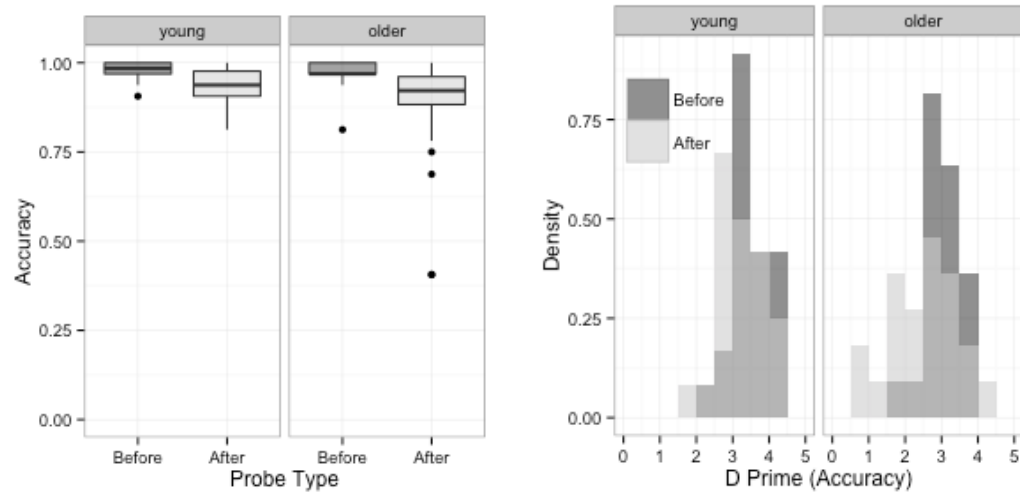 young older
1.00
0.75
0.50
0.25
0.00
Accuracy
Before After Before After
Probe Type
young older
Before
After
0.75
0.50
0.25
0.00
Density
0 1 2 3 4 5 0 1 2 3 4 5
D Prime (Accuracy)